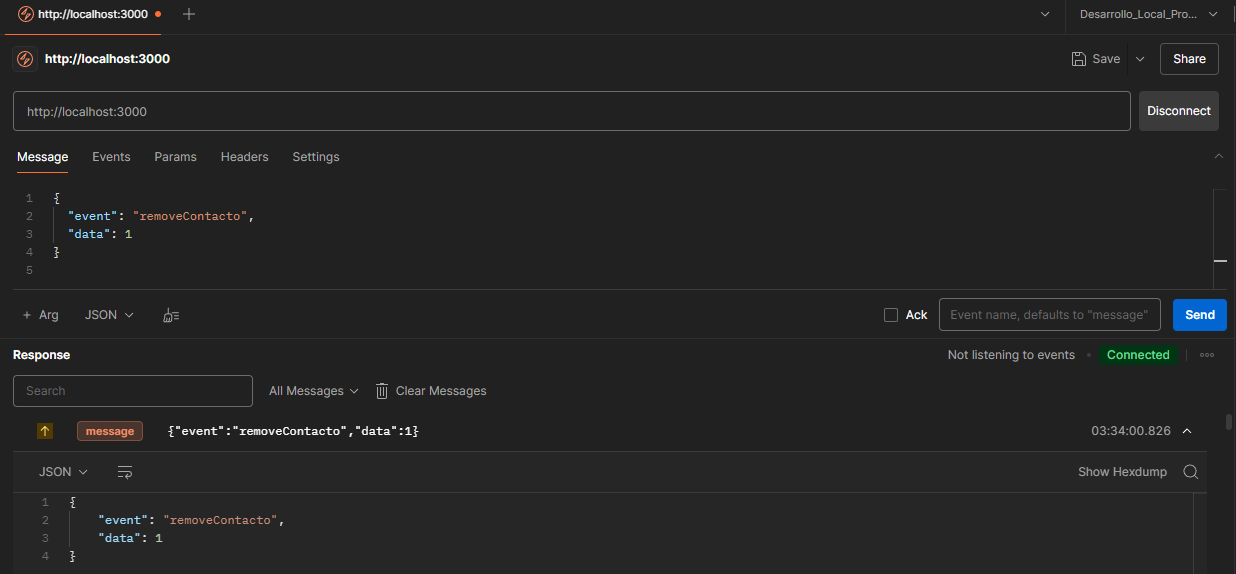 http://localhost:3000
Desarrollo_Local_Pro...
http://localhost:3000
Save
Share
http://localhost:3000
Disconnect
Message Events Params Headers Settings
1 {
2 "event": "removeContacto",
3 "data": 1
4 }
5
+ Arg JSON
Ack
Event name, defaults to "message"
Send
Response
Not listening to events
Connected
Search
All Messages
Clear Messages
message {"event":"removeContacto","data":1} 03:34:00.826
JSON
Show Hexdump
1 {
2 "event": "removeContacto",
3 "data": 1
4 }